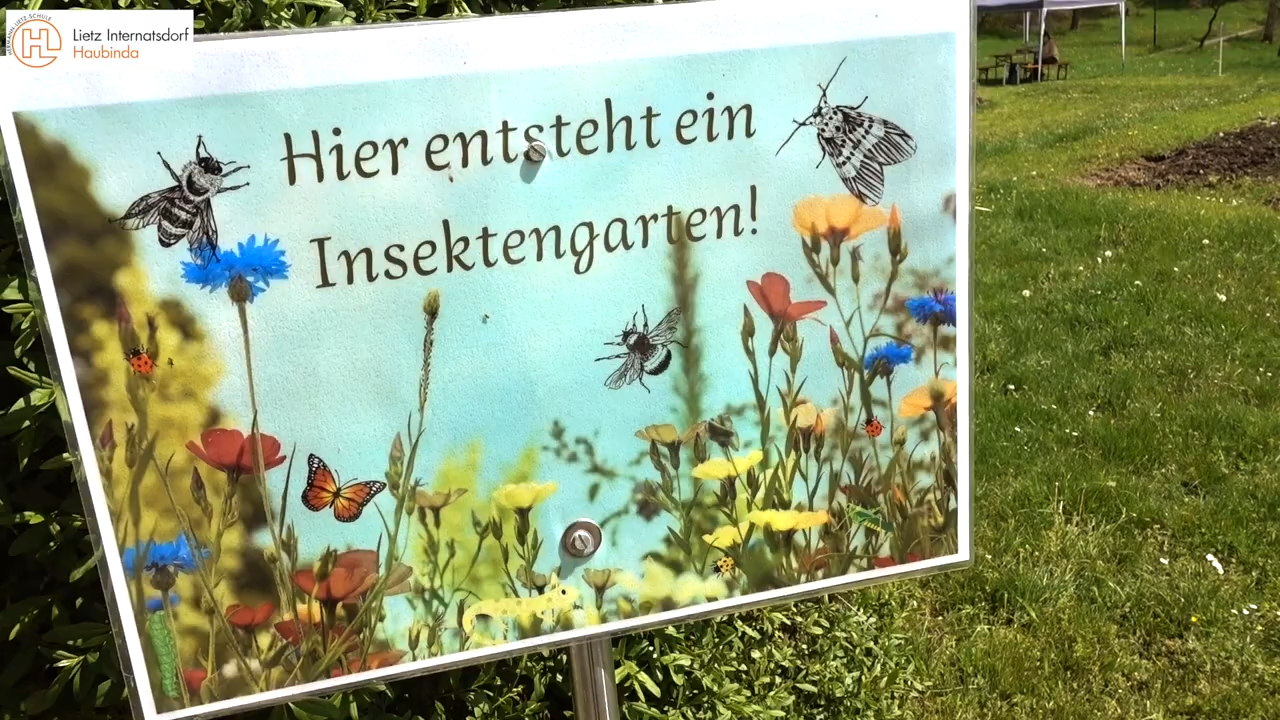 Lietz Internatsdorf
Haubinda
Hier entsteht ein
Insektengarten!